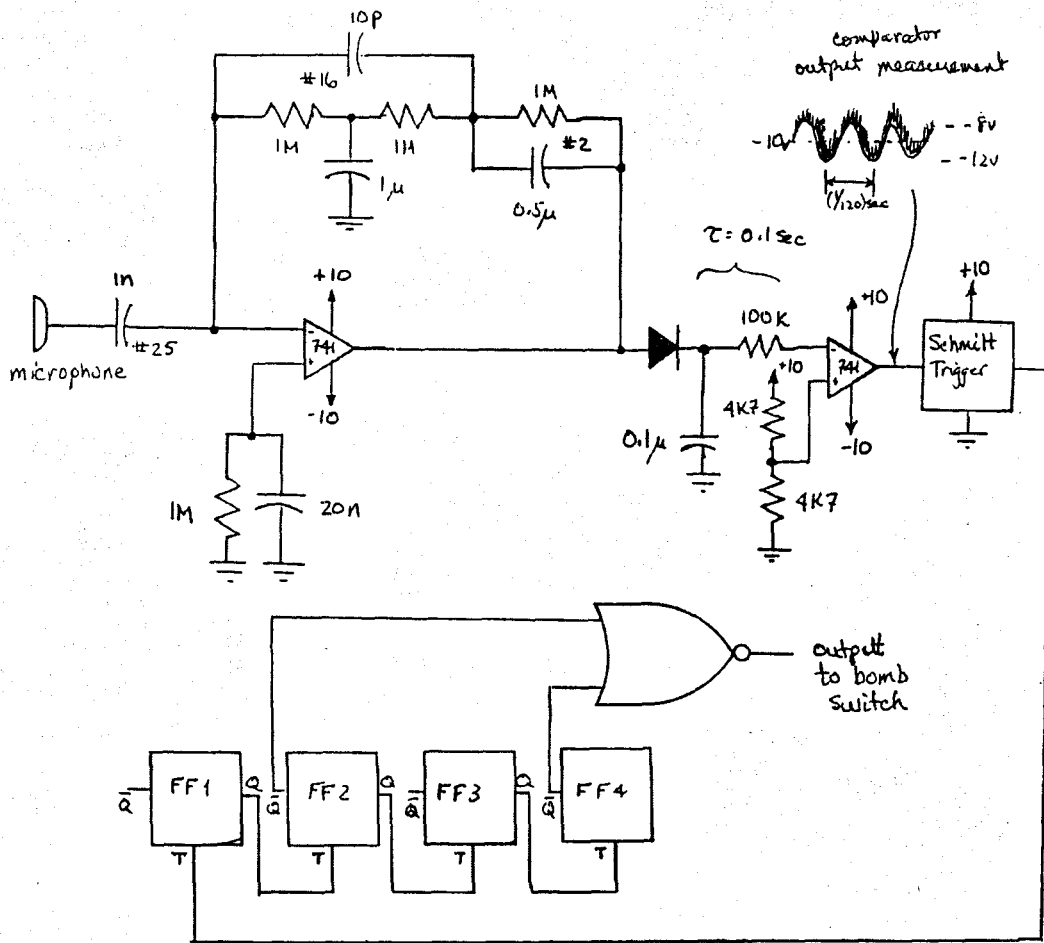 10p
comparator
output measurement
#16
1M
1M
1M
#2
1µ
0.5µ
-10v
--8v
--12v
(1/120)sec
τ= 0.1sec
1n
#25
microphone
+10
-
+
741
-10
100K
+10
4K7
4K7
0.1µ
+10
-
+
741
-10
+10
Schmitt
Trigger
1M
20n
output
to bomb
switch
Q̅
FF1
Q
T
Q̅
FF2
Q
T
Q̅
FF3
Q
T
Q̅
FF4
T